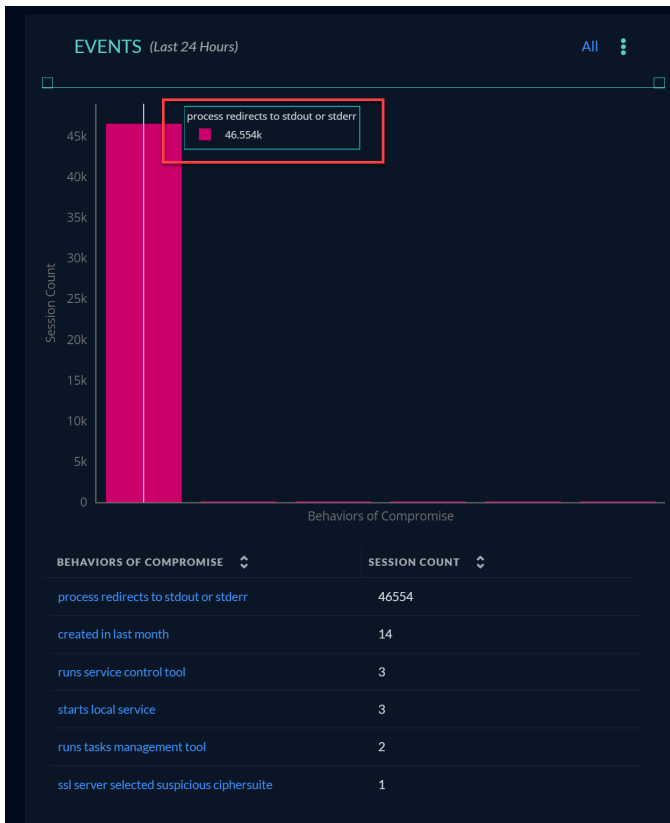 EVENTS (Last 24 Hours) All
process redirects to stdout or stderr
46.554k
45k
40k
35k
30k
25k
20k
15k
10k
5k
0
Session Count
Behaviors of Compromise
BEHAVIORS OF COMPROMISE SESSION COUNT
process redirects to stdout or stderr 46554
created in last month 14
runs service control tool 3
starts local service 3
runs tasks management tool 2
ssl server selected suspicious ciphersuite 1